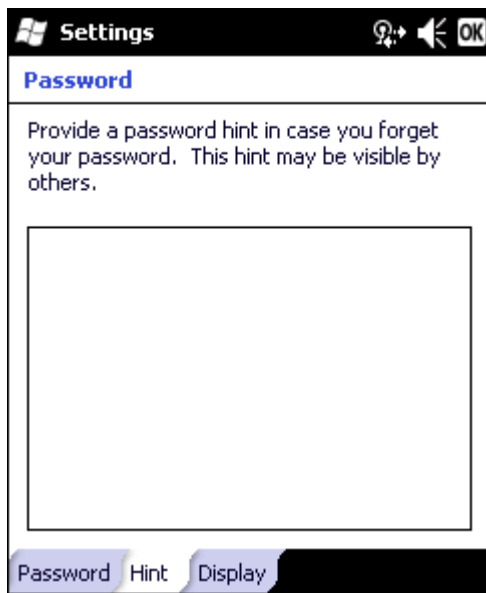 Settings
OK
Password
Provide a password hint in case you forget
your password.  This hint may be visible by
others.
Password
Hint
Display